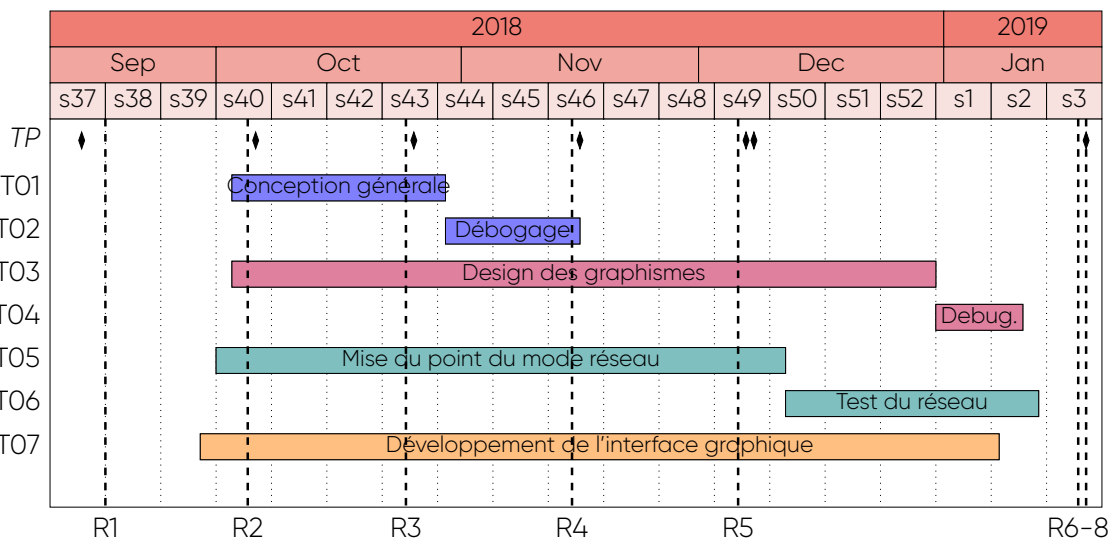 2018 2019
Sep Oct Nov Dec Jan
s37 s38 s39 s40 s41 s42 s43 s44 s45 s46 s47 s48 s49 s50 s51 s52 s1 s2 s3
TP
T01 Conception générale
T02 Débogage
T03 Design des graphismes
T04 Debug.
T05 Mise au point du mode réseau
T06 Test du réseau
T07 Développement de l'interface graphique
R1 R2 R3 R4 R5 R6-8